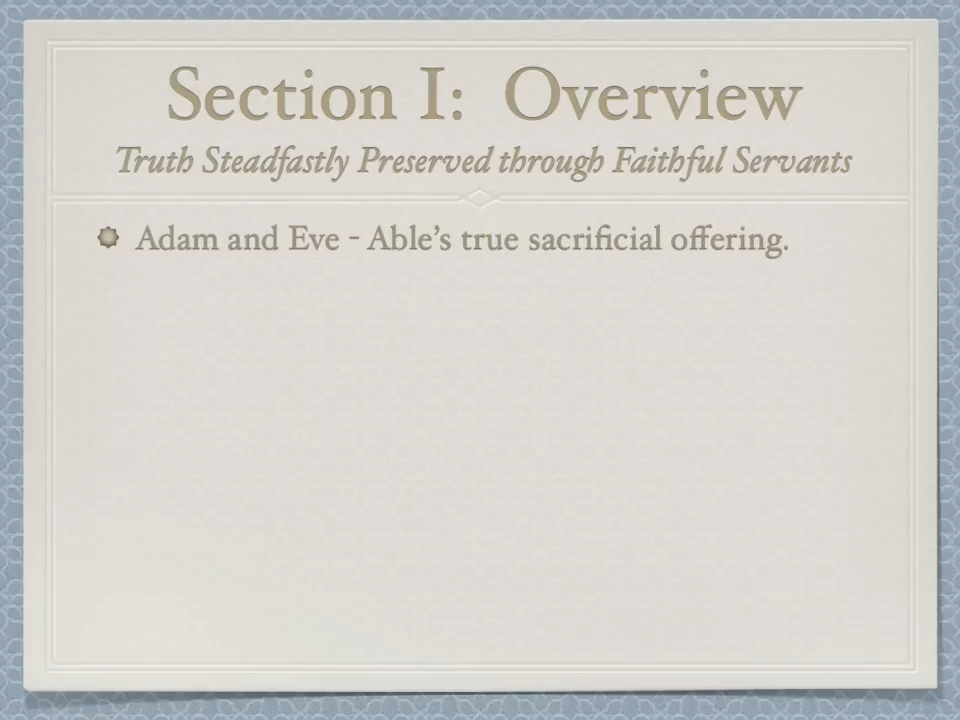 Section I: Overview
Truth Steadfastly Preserved through Faithful Servants
Adam and Eve - Able's true sacrificial offering.